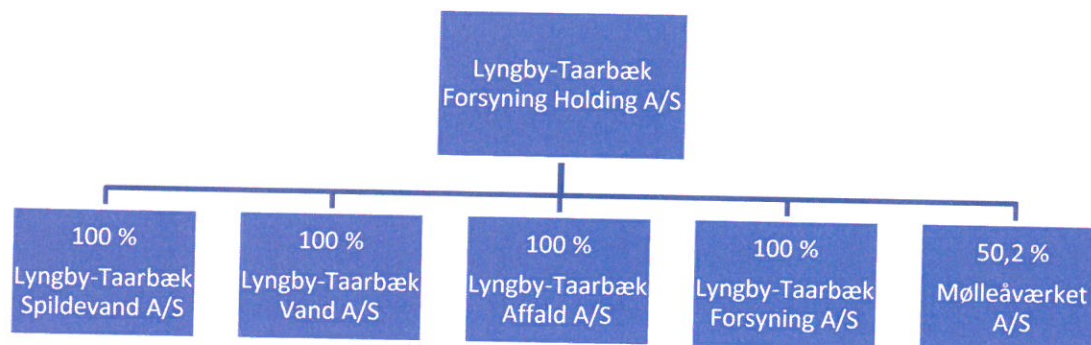 Lyngby-Taarbæk
Forsyning Holding A/S
100 %
Lyngby-Taarbæk
Spildevand A/S
100 %
Lyngby-Taarbæk
Vand A/S
100 %
Lyngby-Taarbæk
Affald A/S
100 %
Lyngby-Taarbæk
Forsyning A/S
50,2 %
Mølleåværket
A/S